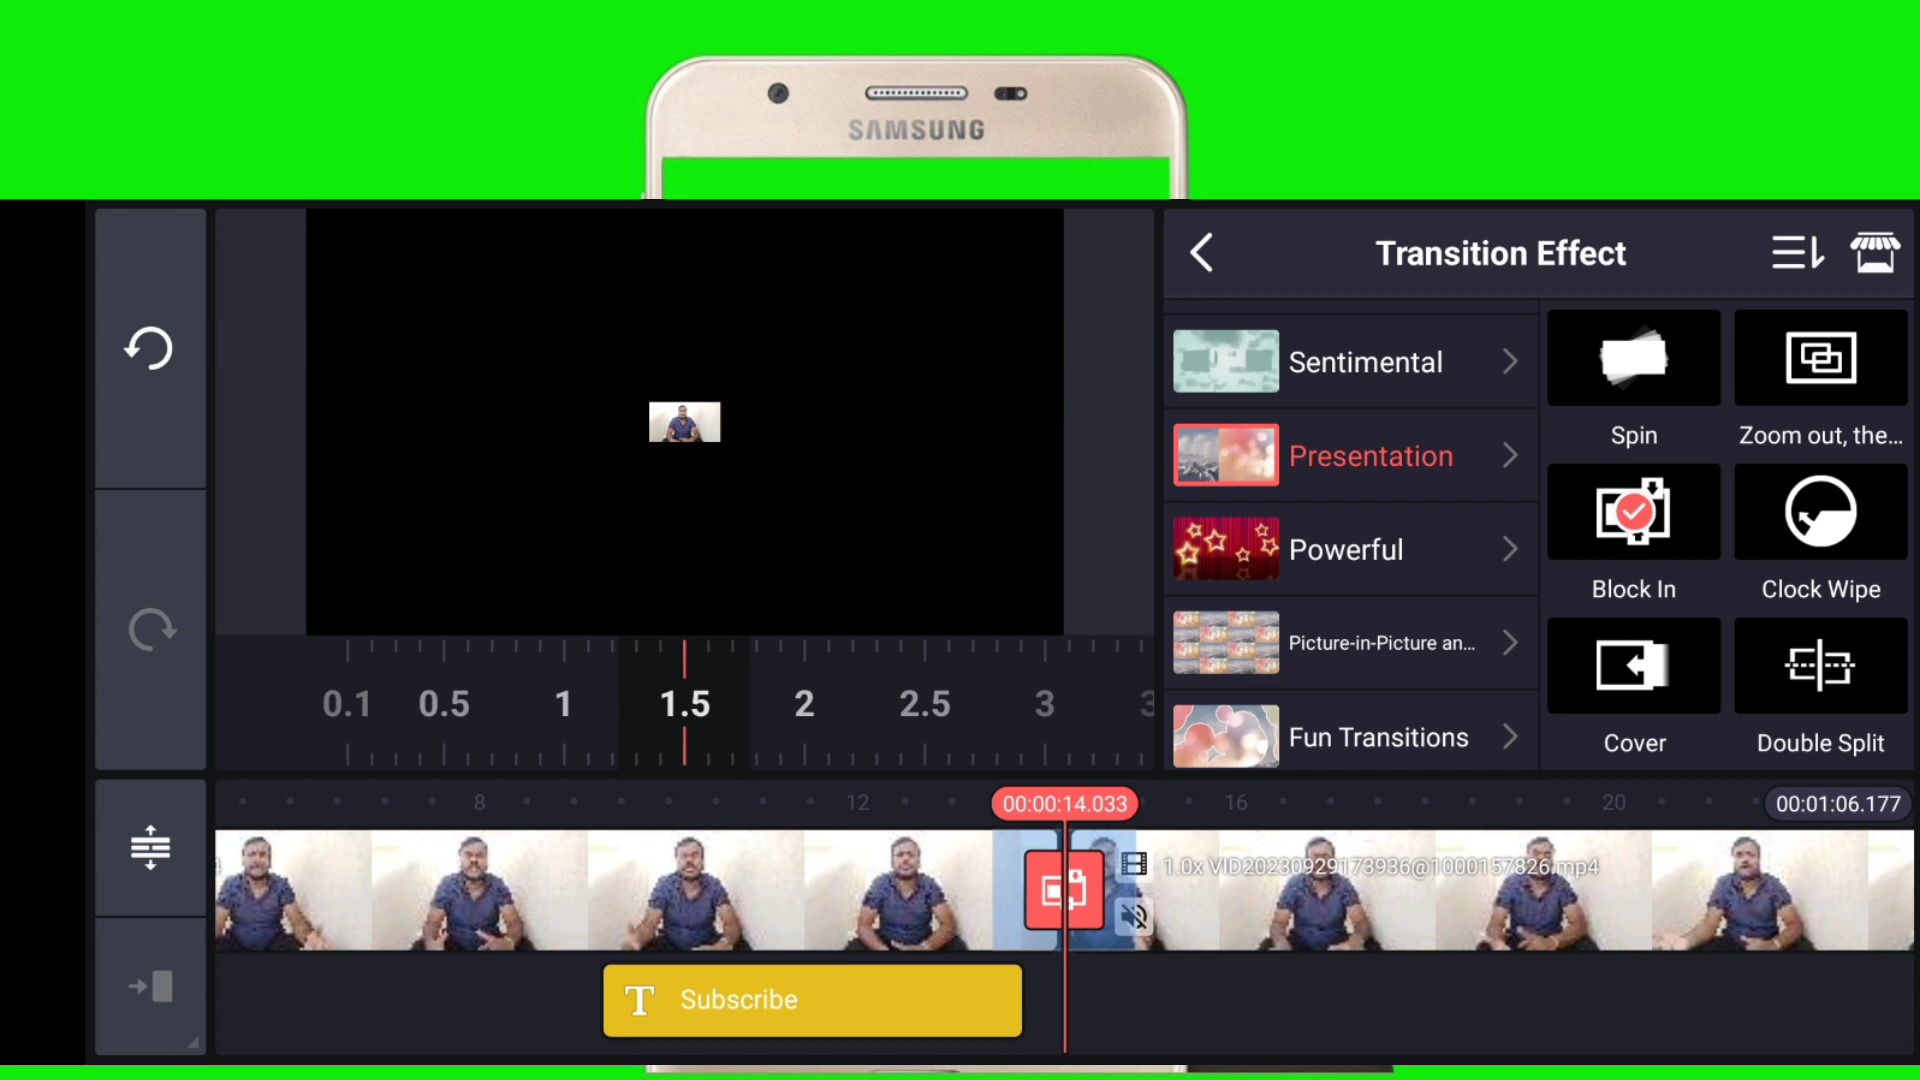 SAMSUNG
Transition Effect
Sentimental
Presentation
Powerful
Picture-in-Picture an...
Fun Transitions
Spin
Zoom out, the...
Block In
Clock Wipe
Cover
Double Split
0.1 0.5 1 1.5 2 2.5 3 3
8 12 00:00:14.033 16 20 00:01:06.177
1.0x VID20230929173936@1000157826.mp4
T Subscribe